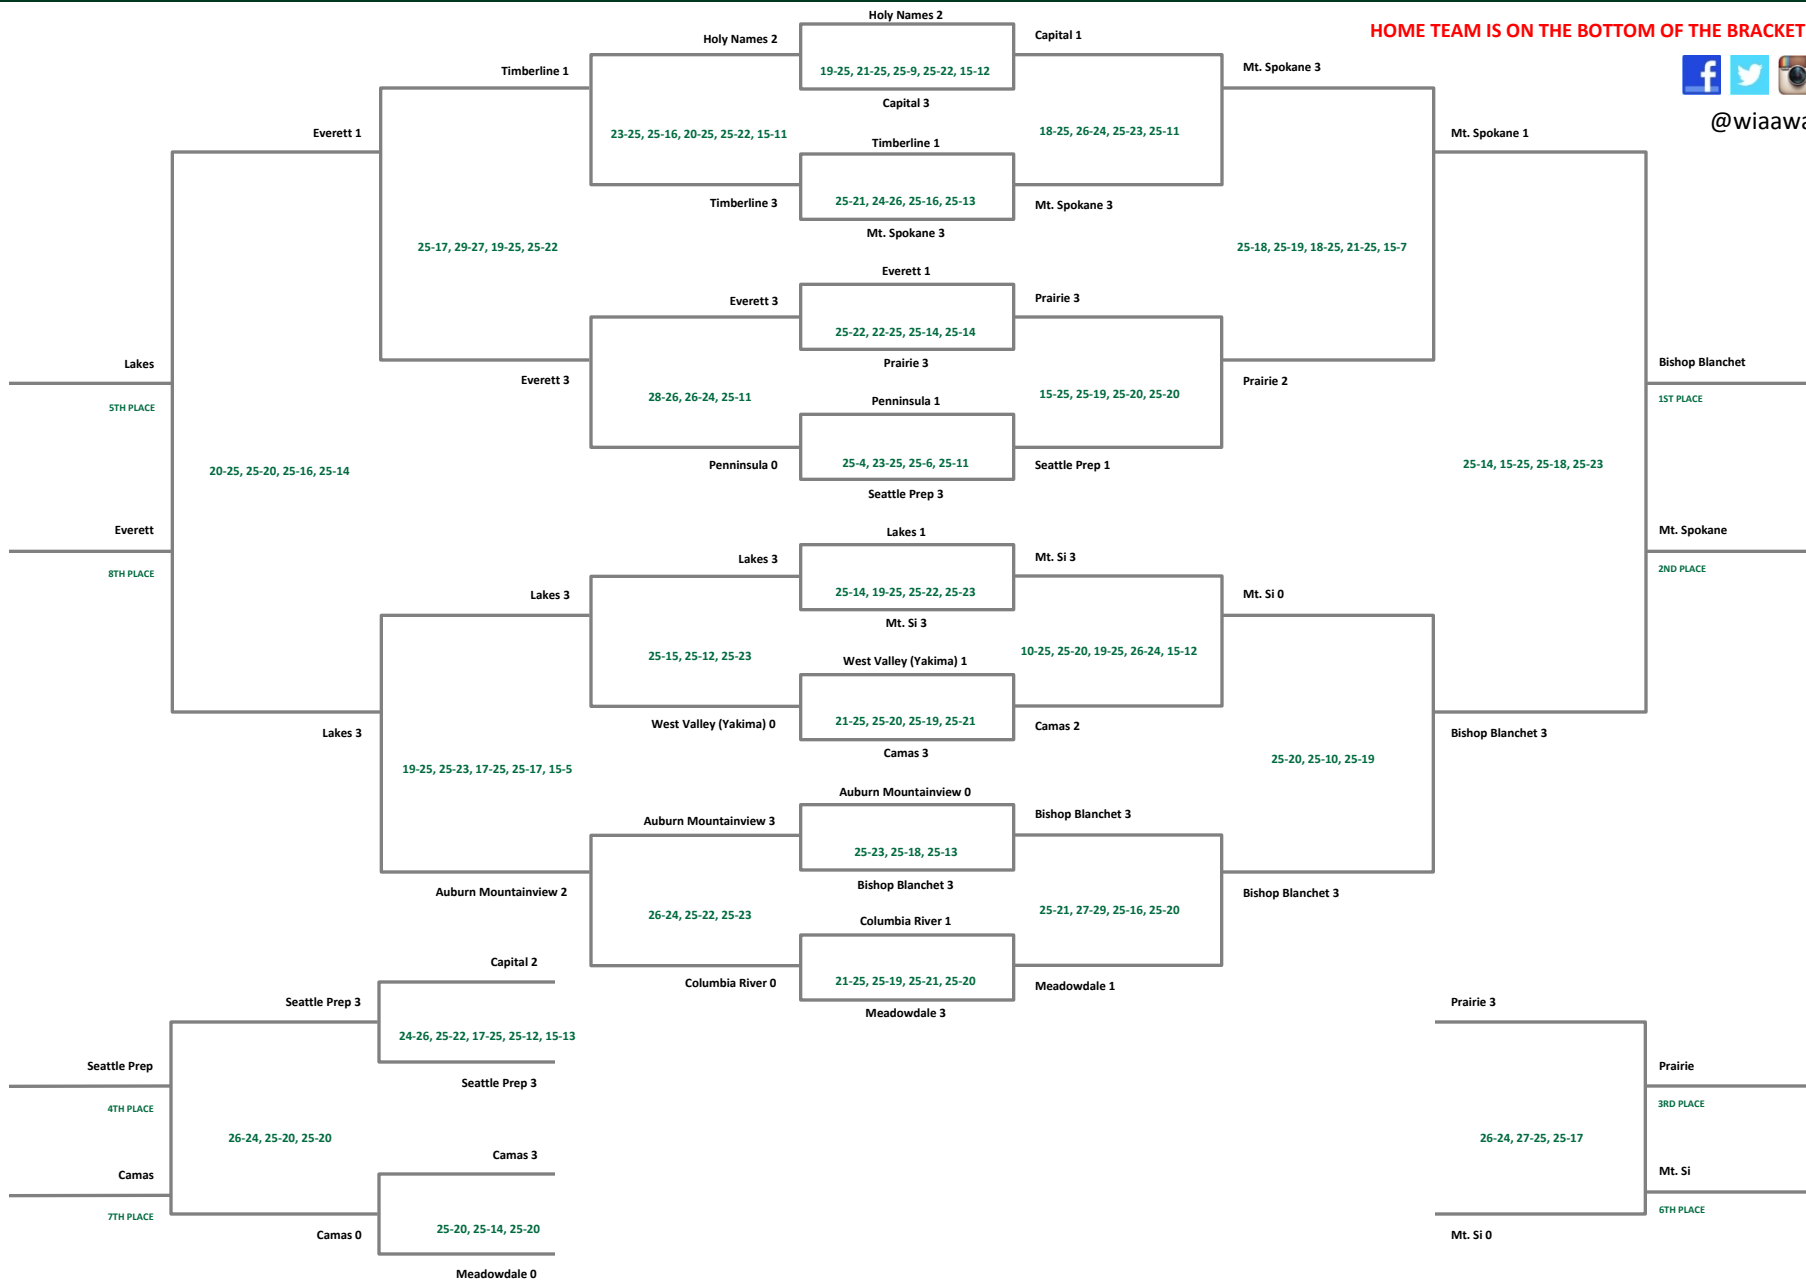 Holy Names 2
HOME TEAM IS ON THE BOTTOM OF THE BRACKET
Holy Names 2
Capital 1
Timberline 1
19-25, 21-25, 25-9, 25-22, 15-12
Mt. Spokane 3
Capital 3
@wiaawa
Everett 1
23-25, 25-16, 20-25, 25-22, 15-11
18-25, 26-24, 25-23, 25-11
Mt. Spokane 1
Timberline 1
Timberline 3
25-21, 24-26, 25-16, 25-13
Mt. Spokane 3
Mt. Spokane 3
25-17, 29-27, 19-25, 25-22
25-18, 25-19, 18-25, 21-25, 15-7
Everett 1
Everett 3
Prairie 3
25-22, 22-25, 25-14, 25-14
Lakes
Prairie 3
Bishop Blanchet
Everett 3
Prairie 2
5TH PLACE
28-26, 26-24, 25-11
Penninsula 1
15-25, 25-19, 25-20, 25-20
1ST PLACE
20-25, 25-20, 25-16, 25-14
Penninsula 0
25-4, 23-25, 25-6, 25-11
Seattle Prep 1
25-14, 15-25, 25-18, 25-23
Seattle Prep 3
Everett
Lakes 1
Mt. Spokane
Lakes 3
Mt. Si 3
8TH PLACE
2ND PLACE
Lakes 3
25-14, 19-25, 25-22, 25-23
Mt. Si 0
Mt. Si 3
25-15, 25-12, 25-23
West Valley (Yakima) 1
10-25, 25-20, 19-25, 26-24, 15-12
West Valley (Yakima) 0
21-25, 25-20, 25-19, 25-21
Camas 2
Lakes 3
Bishop Blanchet 3
Camas 3
19-25, 25-23, 17-25, 25-17, 15-5
25-20, 25-10, 25-19
Auburn Mountainview 0
Auburn Mountainview 3
Bishop Blanchet 3
25-23, 25-18, 25-13
Auburn Mountainview 2
Bishop Blanchet 3
Bishop Blanchet 3
26-24, 25-22, 25-23
Columbia River 1
25-21, 27-29, 25-16, 25-20
Capital 2
Columbia River 0
21-25, 25-19, 25-21, 25-20
Meadowdale 1
Seattle Prep 3
Meadowdale 3
Prairie 3
24-26, 25-22, 17-25, 25-12, 15-13
Seattle Prep
Seattle Prep 3
Prairie
4TH PLACE
3RD PLACE
26-24, 25-20, 25-20
26-24, 27-25, 25-17
Camas 3
Camas
Mt. Si
7TH PLACE
6TH PLACE
Camas 0
25-20, 25-14, 25-20
Mt. Si 0
Meadowdale 0